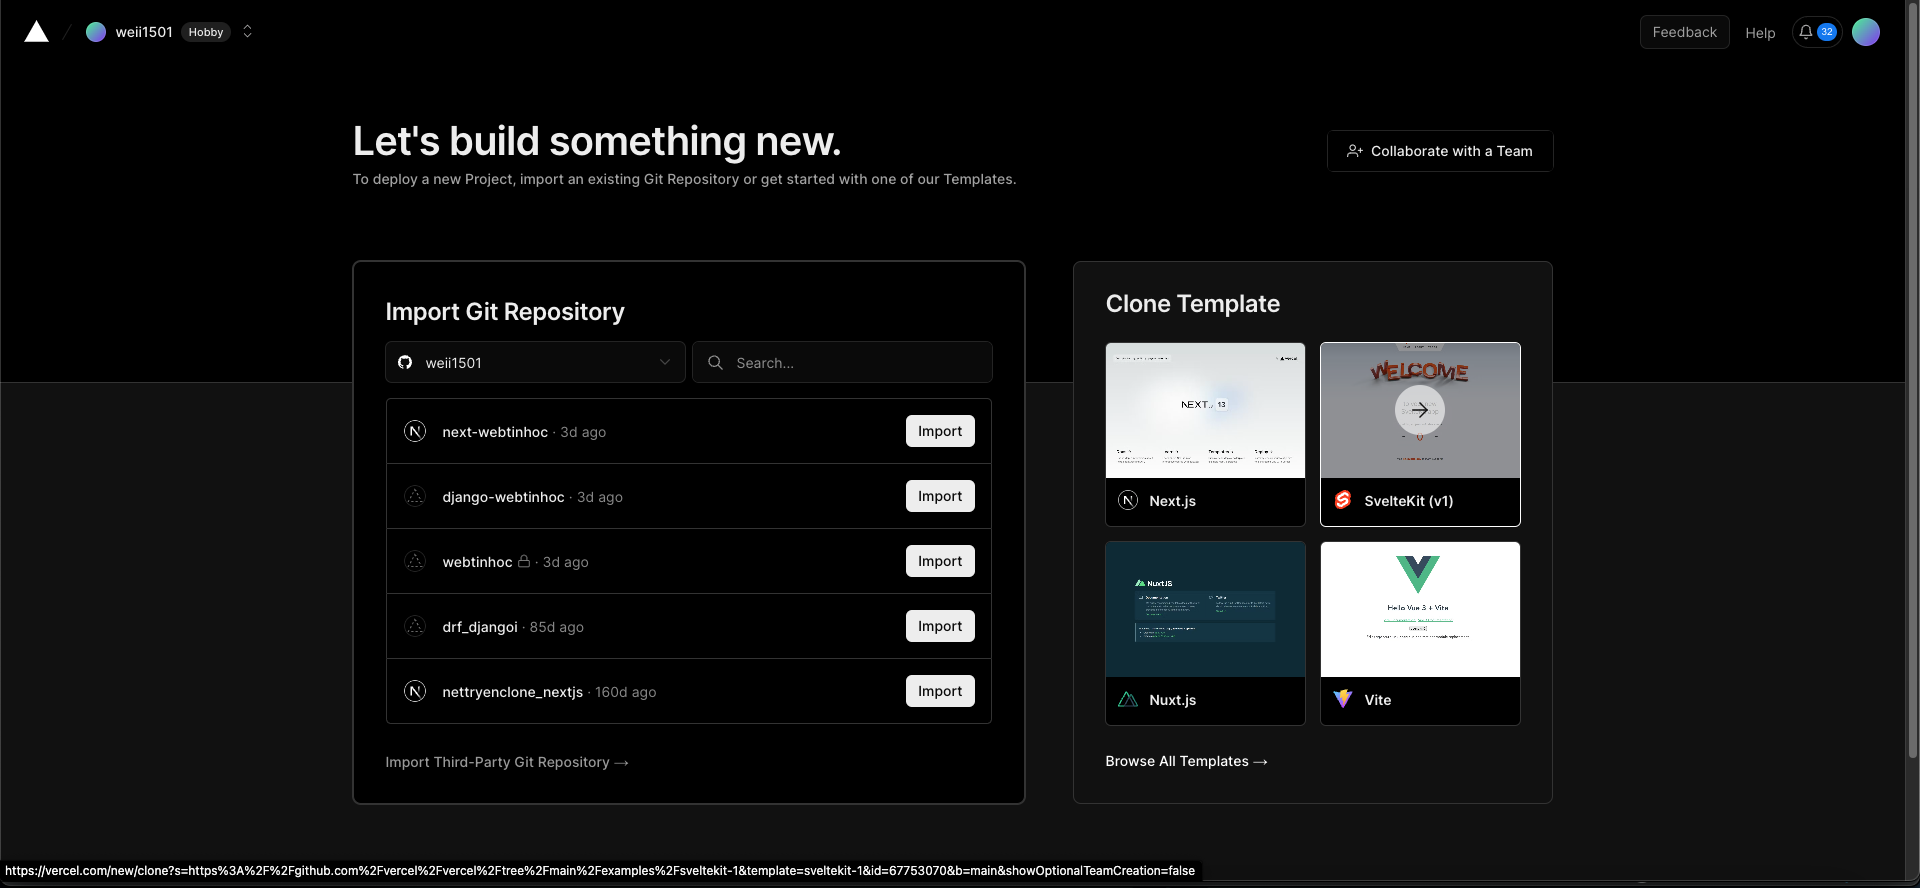 weii1501 Hobby
Feedback Help 32
Let's build something new.
To deploy a new Project, import an existing Git Repository or get started with one of our Templates.
Collaborate with a Team
Import Git Repository
weii1501
Search...
next-webtinhoc · 3d ago Import
django-webtinhoc · 3d ago Import
webtinhoc · 3d ago Import
drf_djangoi · 85d ago Import
nettryenclone_nextjs · 160d ago Import
Import Third-Party Git Repository →
Clone Template
NEXT 13
Next.js
WELCOME
SvelteKit (v1)
NuxtJS
Nuxt.js
Hello Vue 3 + Vite
Vite
Browse All Templates →
https://vercel.com/new/clone?s=https%3A%2F%2Fgithub.com%2Fvercel%2Fvercel%2Ftree%2Fmain%2Fexamples%2Fsveltekit-1&template=sveltekit-1&id=67753070&b=main&showOptionalTeamCreation=false